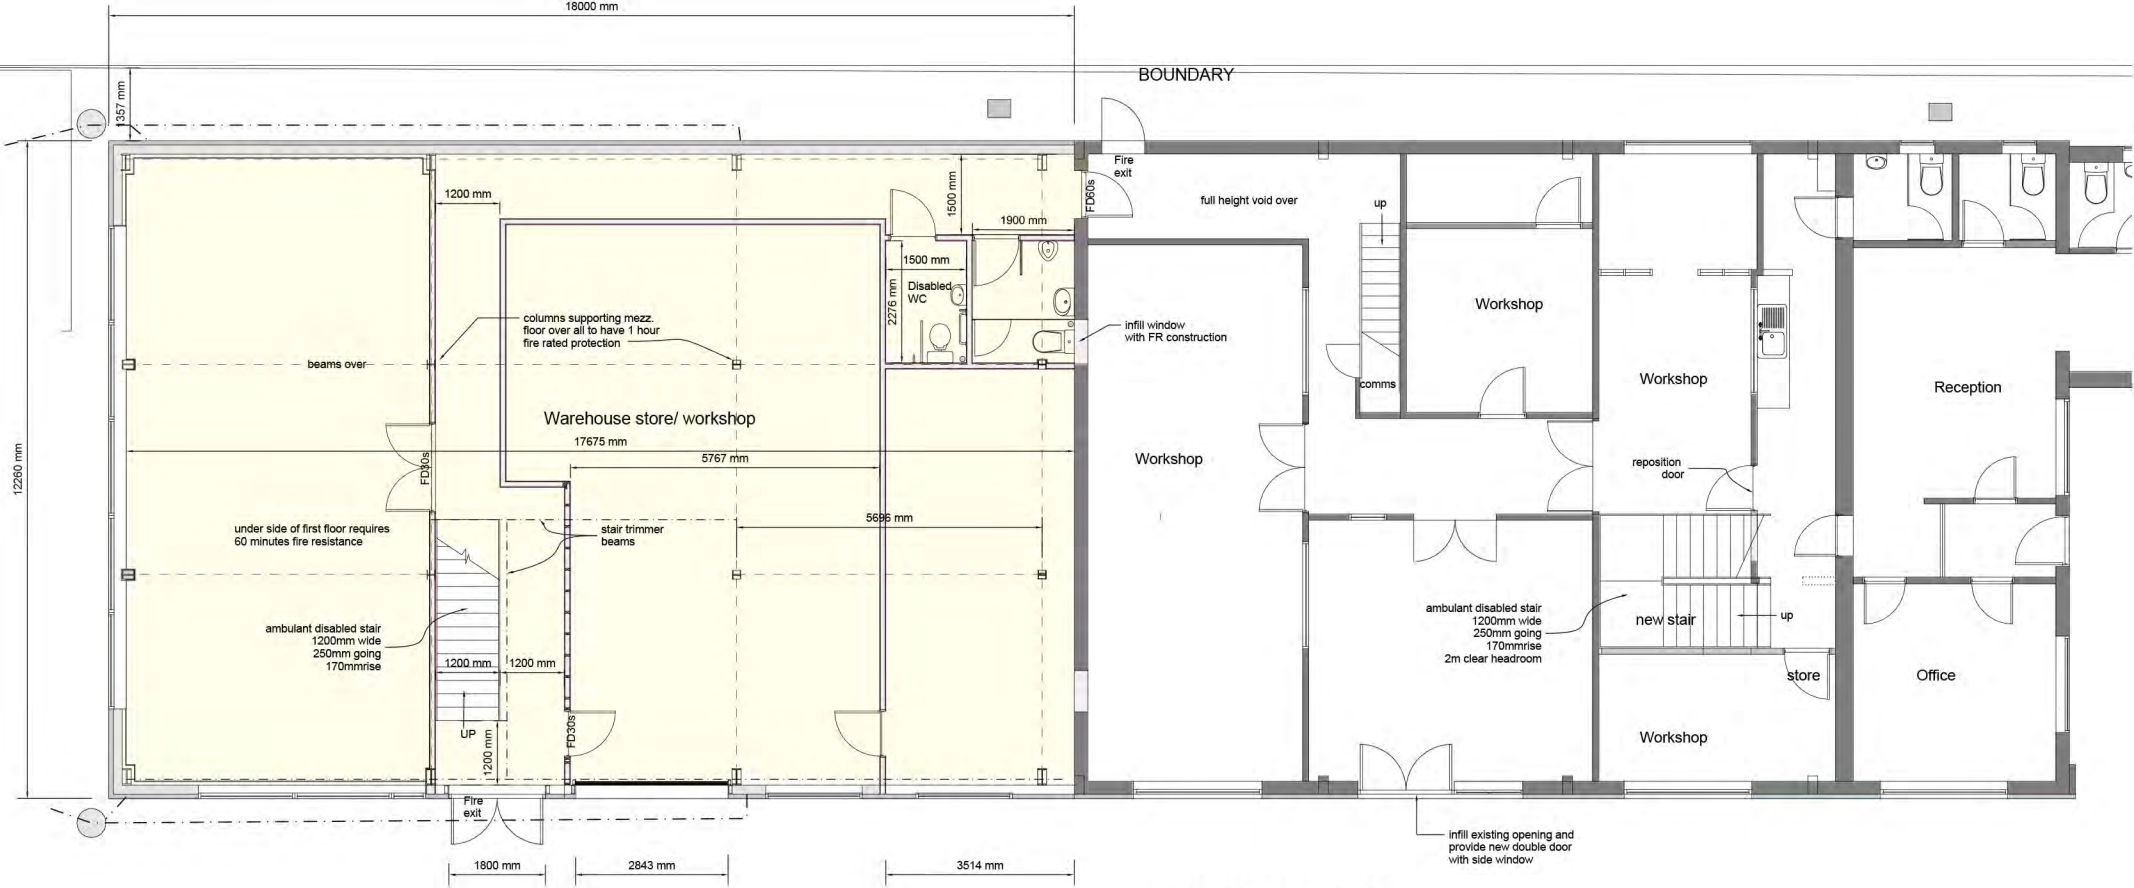 18000 mm
BOUNDARY
1357 mm
Fire
exit
FD60s
1200 mm
1500 mm
1900 mm
full height void over
up
1500 mm
Disabled
WC
2276 mm
columns supporting mezz.
floor over all to have 1 hour
fire rated protection
infill window
with FR construction
Workshop
beams over
comms
Workshop
Reception
Warehouse store/ workshop
17675 mm
5767 mm
Workshop
FD30s
reposition
door
12260 mm
under side of first floor requires
60 minutes fire resistance
stair trimmer
beams
5696 mm
ambulant disabled stair
1200mm wide
250mm going
170mmrise
ambulant disabled stair
1200mm wide
250mm going
170mmrise
2m clear headroom
new stair
up
1200 mm
1200 mm
store
Office
UP
1200 mm
FD30s
Workshop
Fire
exit
infill existing opening and
provide new double door
with side window
1800 mm
2843 mm
3514 mm